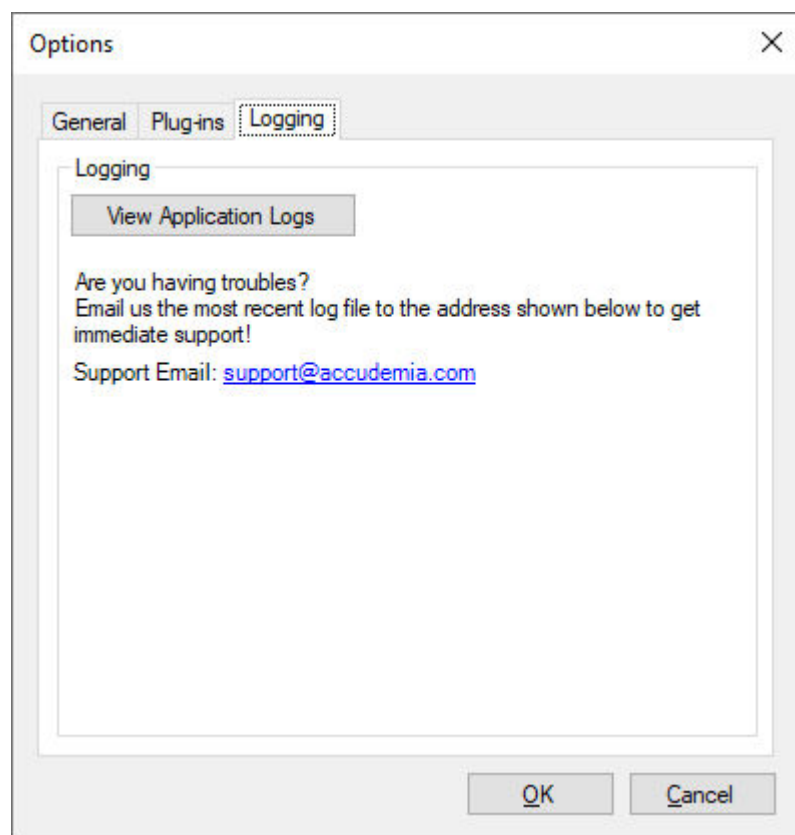 Options
General
Plug-ins
Logging
Logging
View Application Logs
Are you having troubles?
Email us the most recent log file to the address shown below to get
immediate support!
Support Email: support@accudemia.com
OK
Cancel